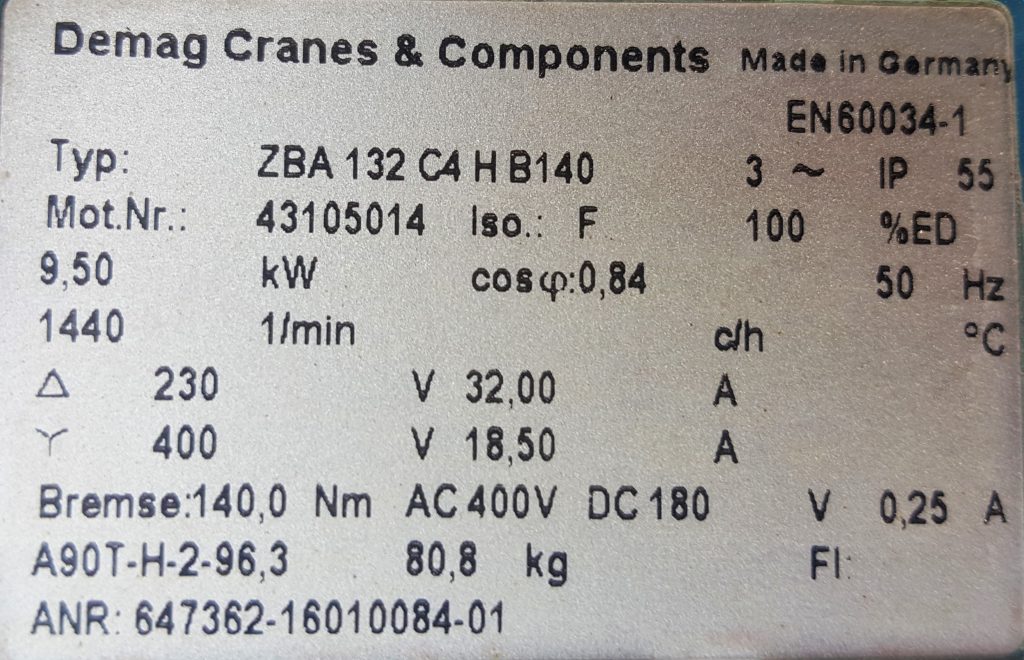 Demag Cranes & Components Made in Germany
EN60034-1
Typ: ZBA 132 C4 H B140 3 ~ IP 55
Mot.Nr.: 43105014 Iso.: F 100 %ED
9,50 kW cosφ:0,84 50 Hz
1440 1/min c/h °C
△ 230 V 32,00 A
Y 400 V 18,50 A
Bremse:140,0 Nm AC 400V DC 180 V 0,25 A
A90T-H-2-96,3 80,8 kg FI:
ANR: 647362-16010084-01